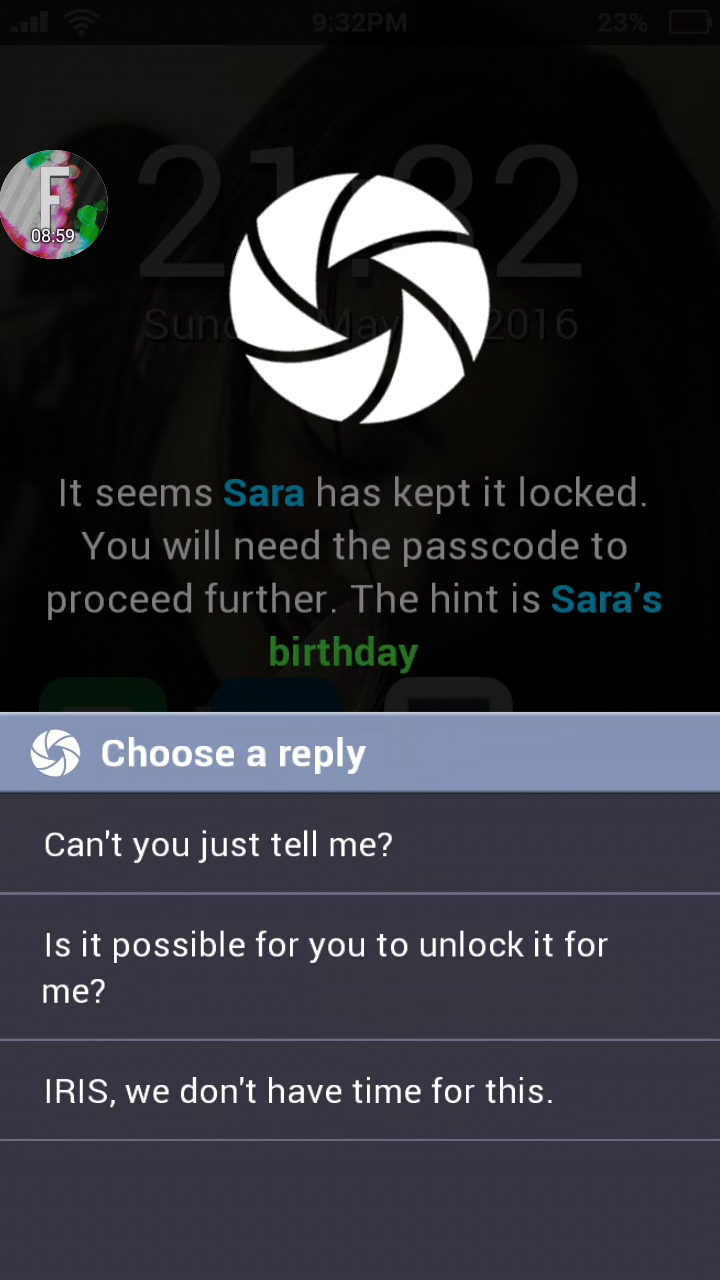 9:32PM 23%
F
08:59
It seems Sara has kept it locked.
You will need the passcode to
proceed further. The hint is Sara's
birthday
Choose a reply
Can't you just tell me?
Is it possible for you to unlock it for
me?
IRIS, we don't have time for this.